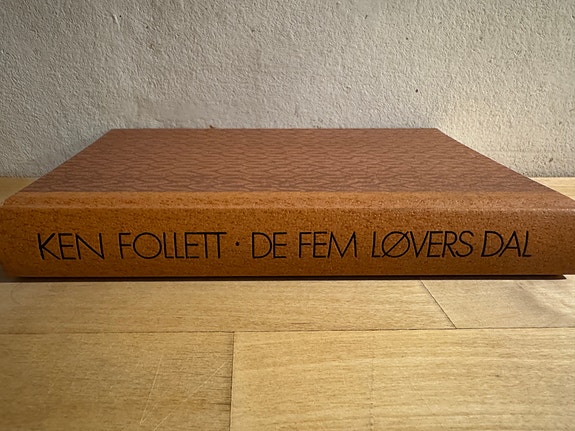 KEN FOLLETT · DE FEM LØVERS DAL